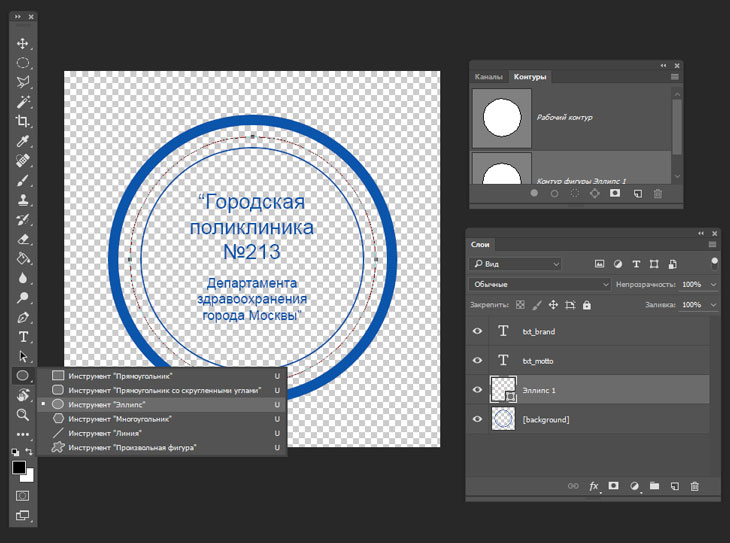 Каналы Контуры
Рабочий контур
Контур фигуры Эллипс 1
“Городская
поликлиника
№213
Департамента
здравоохранения
города Москвы”
Инструмент "Прямоугольник" U
Инструмент "Прямоугольник со скругленными углами" U
Инструмент "Эллипс" U
Инструмент "Многоугольник" U
Инструмент "Линия" U
Инструмент "Произвольная фигура" U
Слои
Вид
Обычные Непрозрачность: 100%
Закрепить: Заливка: 100%
txt_brand
txt_motto
Эллипс 1
[background]